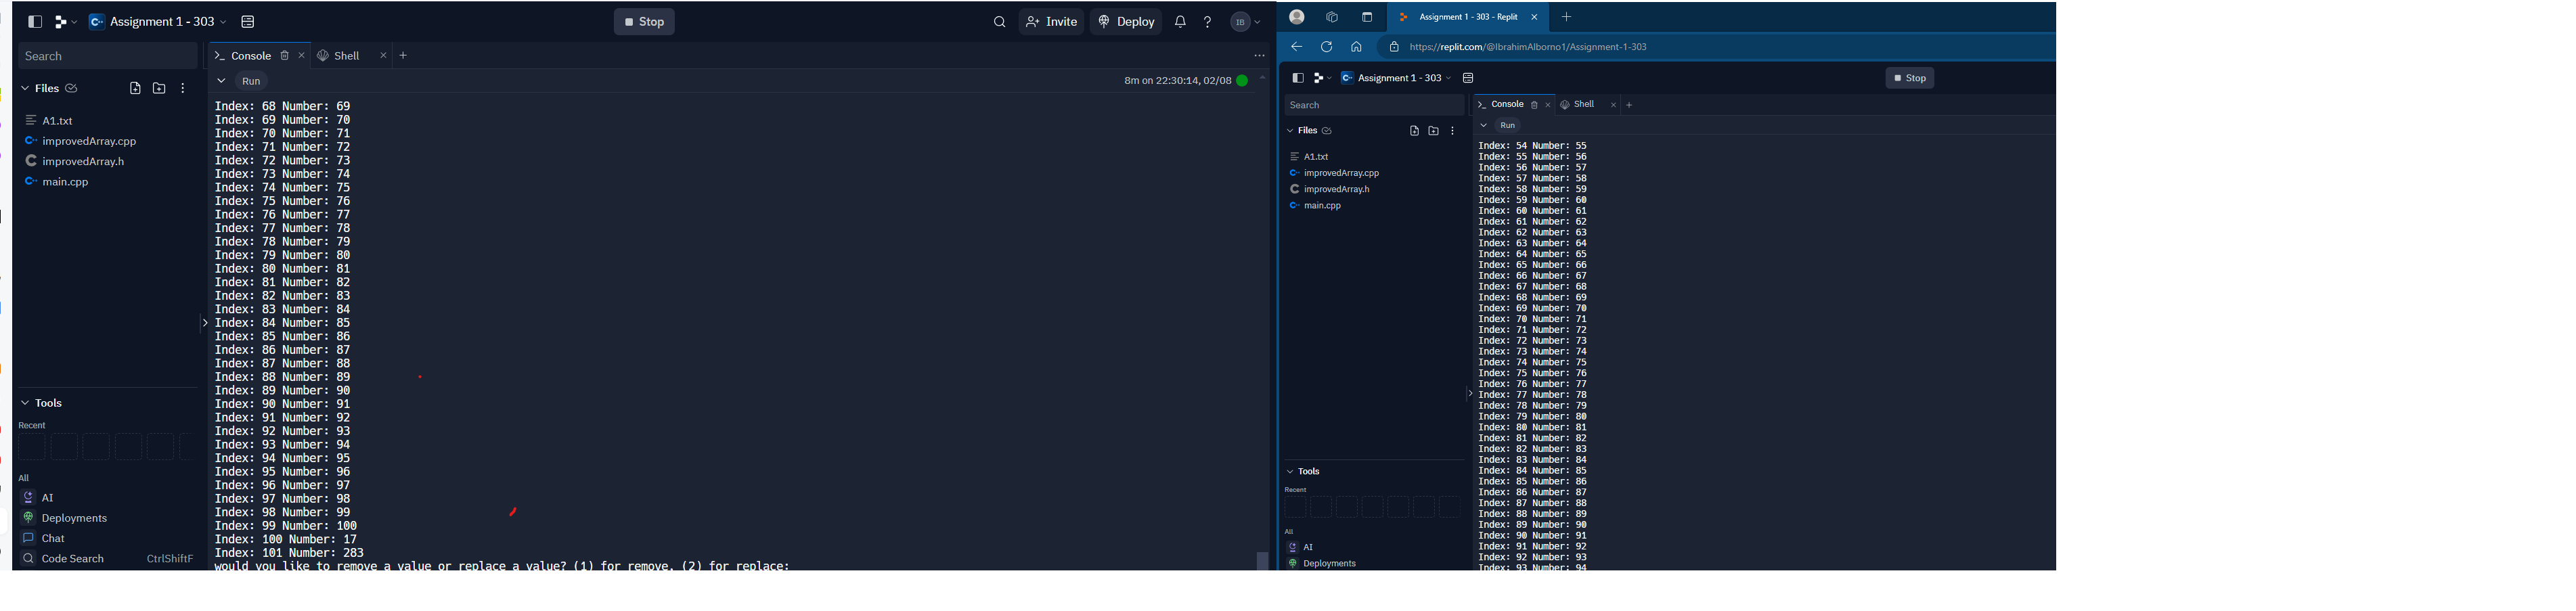 Assignment 1 - 303
Stop
Invite
Deploy
IB
Search
Console
Shell
Run
8m on 22:30:14, 02/08
Files
A1.txt
improvedArray.cpp
improvedArray.h
main.cpp
Tools
Recent
All
AI
Deployments
Chat
Code Search CtrlShiftF
Index: 68 Number: 69
Index: 69 Number: 70
Index: 70 Number: 71
Index: 71 Number: 72
Index: 72 Number: 73
Index: 73 Number: 74
Index: 74 Number: 75
Index: 75 Number: 76
Index: 76 Number: 77
Index: 77 Number: 78
Index: 78 Number: 79
Index: 79 Number: 80
Index: 80 Number: 81
Index: 81 Number: 82
Index: 82 Number: 83
Index: 83 Number: 84
Index: 84 Number: 85
Index: 85 Number: 86
Index: 86 Number: 87
Index: 87 Number: 88
Index: 88 Number: 89
Index: 89 Number: 90
Index: 90 Number: 91
Index: 91 Number: 92
Index: 92 Number: 93
Index: 93 Number: 94
Index: 94 Number: 95
Index: 95 Number: 96
Index: 96 Number: 97
Index: 97 Number: 98
Index: 98 Number: 99
Index: 99 Number: 100
Index: 100 Number: 17
Index: 101 Number: 283
would you like to remove a value or replace a value? (1) for remove. (2) for replace:
Assignment 1 - 303 - Replit
https://replit.com/@IbrahimAlborno1/Assignment-1-303
Assignment 1 - 303
Stop
Search
Console
Shell
Run
Files
A1.txt
improvedArray.cpp
improvedArray.h
main.cpp
Tools
Recent
All
AI
Deployments
Index: 54 Number: 55
Index: 55 Number: 56
Index: 56 Number: 57
Index: 57 Number: 58
Index: 58 Number: 59
Index: 59 Number: 60
Index: 60 Number: 61
Index: 61 Number: 62
Index: 62 Number: 63
Index: 63 Number: 64
Index: 64 Number: 65
Index: 65 Number: 66
Index: 66 Number: 67
Index: 67 Number: 68
Index: 68 Number: 69
Index: 69 Number: 70
Index: 70 Number: 71
Index: 71 Number: 72
Index: 72 Number: 73
Index: 73 Number: 74
Index: 74 Number: 75
Index: 75 Number: 76
Index: 76 Number: 77
Index: 77 Number: 78
Index: 78 Number: 79
Index: 79 Number: 80
Index: 80 Number: 81
Index: 81 Number: 82
Index: 82 Number: 83
Index: 83 Number: 84
Index: 84 Number: 85
Index: 85 Number: 86
Index: 86 Number: 87
Index: 87 Number: 88
Index: 88 Number: 89
Index: 89 Number: 90
Index: 90 Number: 91
Index: 91 Number: 92
Index: 92 Number: 93
Index: 93 Number: 94